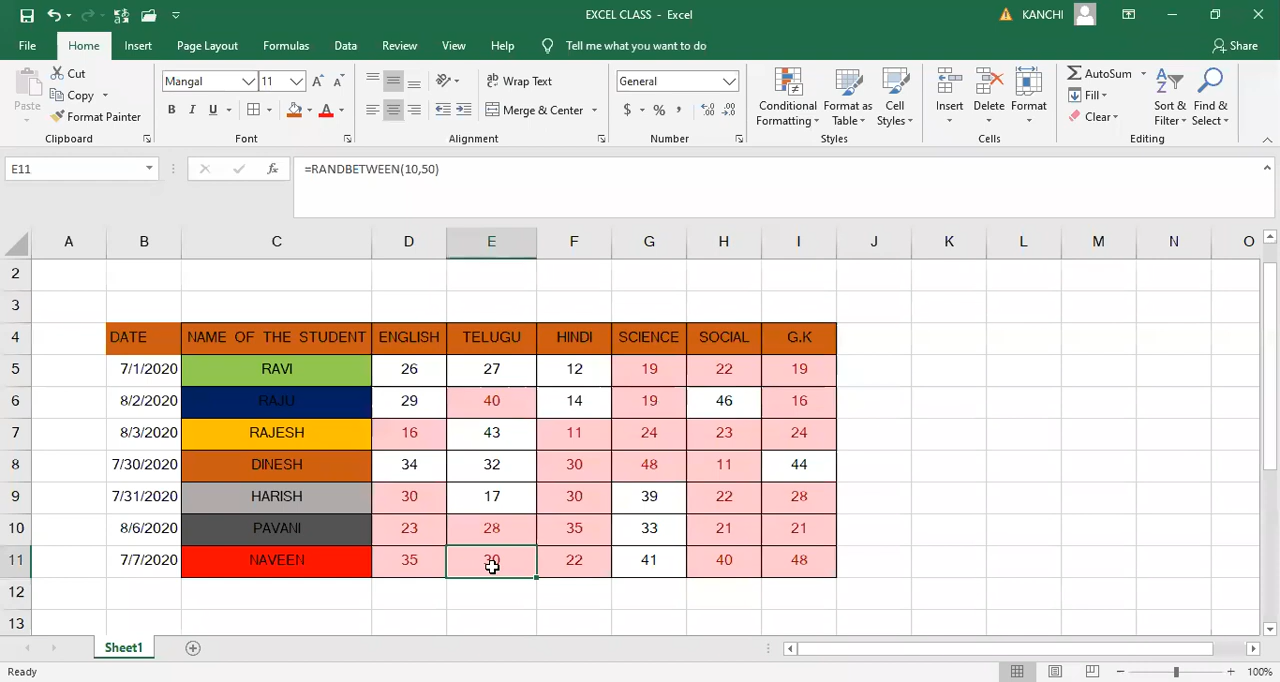 EXCEL CLASS - Excel
KANCHI
File Home Insert Page Layout Formulas Data Review View Help Tell me what you want to do Share
Paste
Cut
Copy
Format Painter
Clipboard
Mangal 11
B I U
Font
Wrap Text
Merge & Center
Alignment
General
$ % ,
Number
Conditional Formatting
Format as Table
Cell Styles
Styles
Insert Delete Format
Cells
AutoSum
Fill
Clear
Sort & Filter
Find & Select
Editing
E11 fx =RANDBETWEEN(10,50)
A B C D E F G H I J K L M N O
2
3
4 DATE NAME OF THE STUDENT ENGLISH TELUGU HINDI SCIENCE SOCIAL G.K
5 7/1/2020 RAVI 26 27 12 19 22 19
6 8/2/2020 RAJU 29 40 14 19 46 16
7 8/3/2020 RAJESH 16 43 11 24 23 24
8 7/30/2020 DINESH 34 32 30 48 11 44
9 7/31/2020 HARISH 30 17 30 39 22 28
10 8/6/2020 PAVANI 23 28 35 33 21 21
11 7/7/2020 NAVEEN 35 30 22 41 40 48
12
13
Sheet1
Ready 100%